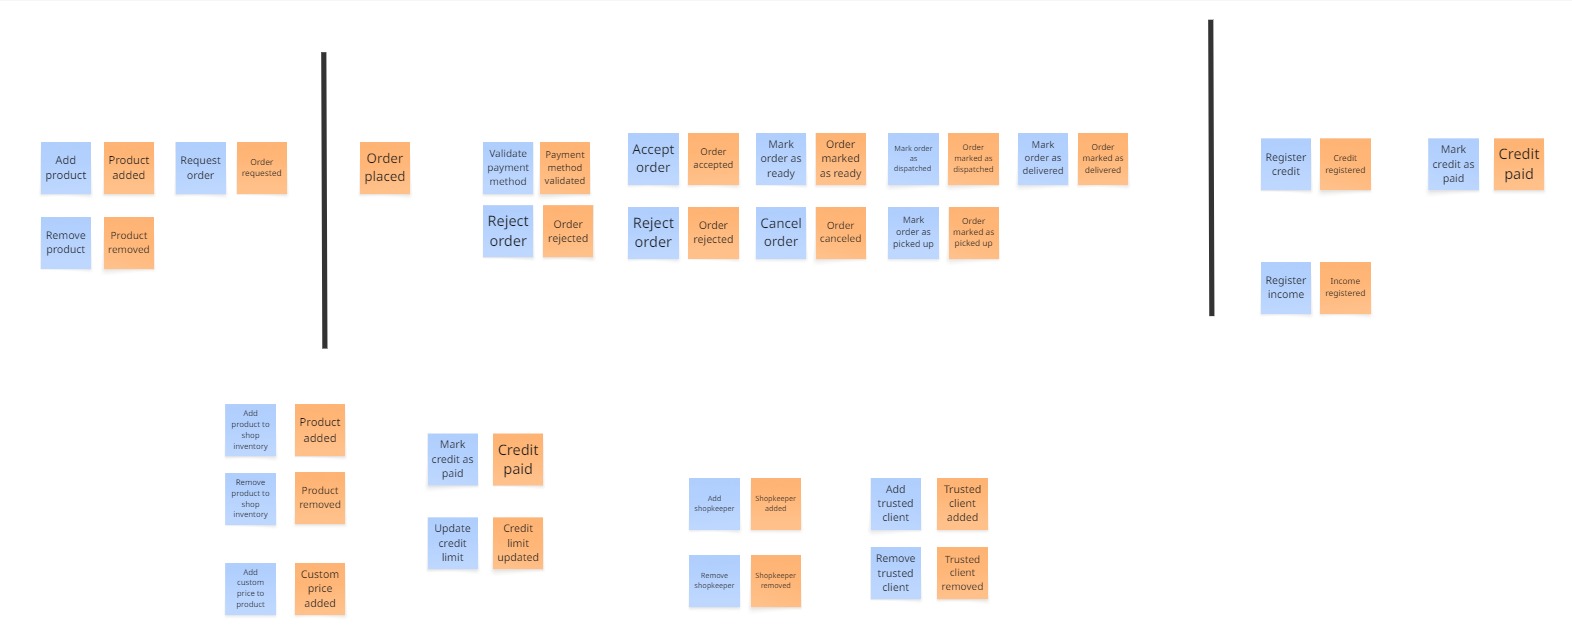 Add
product
Product
added
Request
order
Order
requested
Remove
product
Product
removed
Order
placed
Validate
payment
method
Payment
method
validated
Reject
order
Order
rejected
Accept
order
Order
accepted
Mark
order as
ready
Order
marked
as ready
Mark order
as
dispatched
Order
marked as
dispatched
Mark
order as
delivered
Order
marked as
delivered
Reject
order
Order
rejected
Cancel
order
Order
canceled
Mark
order as
picked up
Order
marked as
picked up
Register
credit
Credit
registered
Mark
credit as
paid
Credit
paid
Register
income
Income
registered
Add
product to
shop
inventory
Product
added
Remove
product to
shop
inventory
Product
removed
Add
custom
price to
product
Custom
price
added
Mark
credit as
paid
Credit
paid
Update
credit
limit
Credit
limit
updated
Add
shopkeeper
Shopkeeper
added
Remove
shopkeeper
Shopkeeper
removed
Add
trusted
client
Trusted
client
added
Remove
trusted
client
Trusted
client
removed